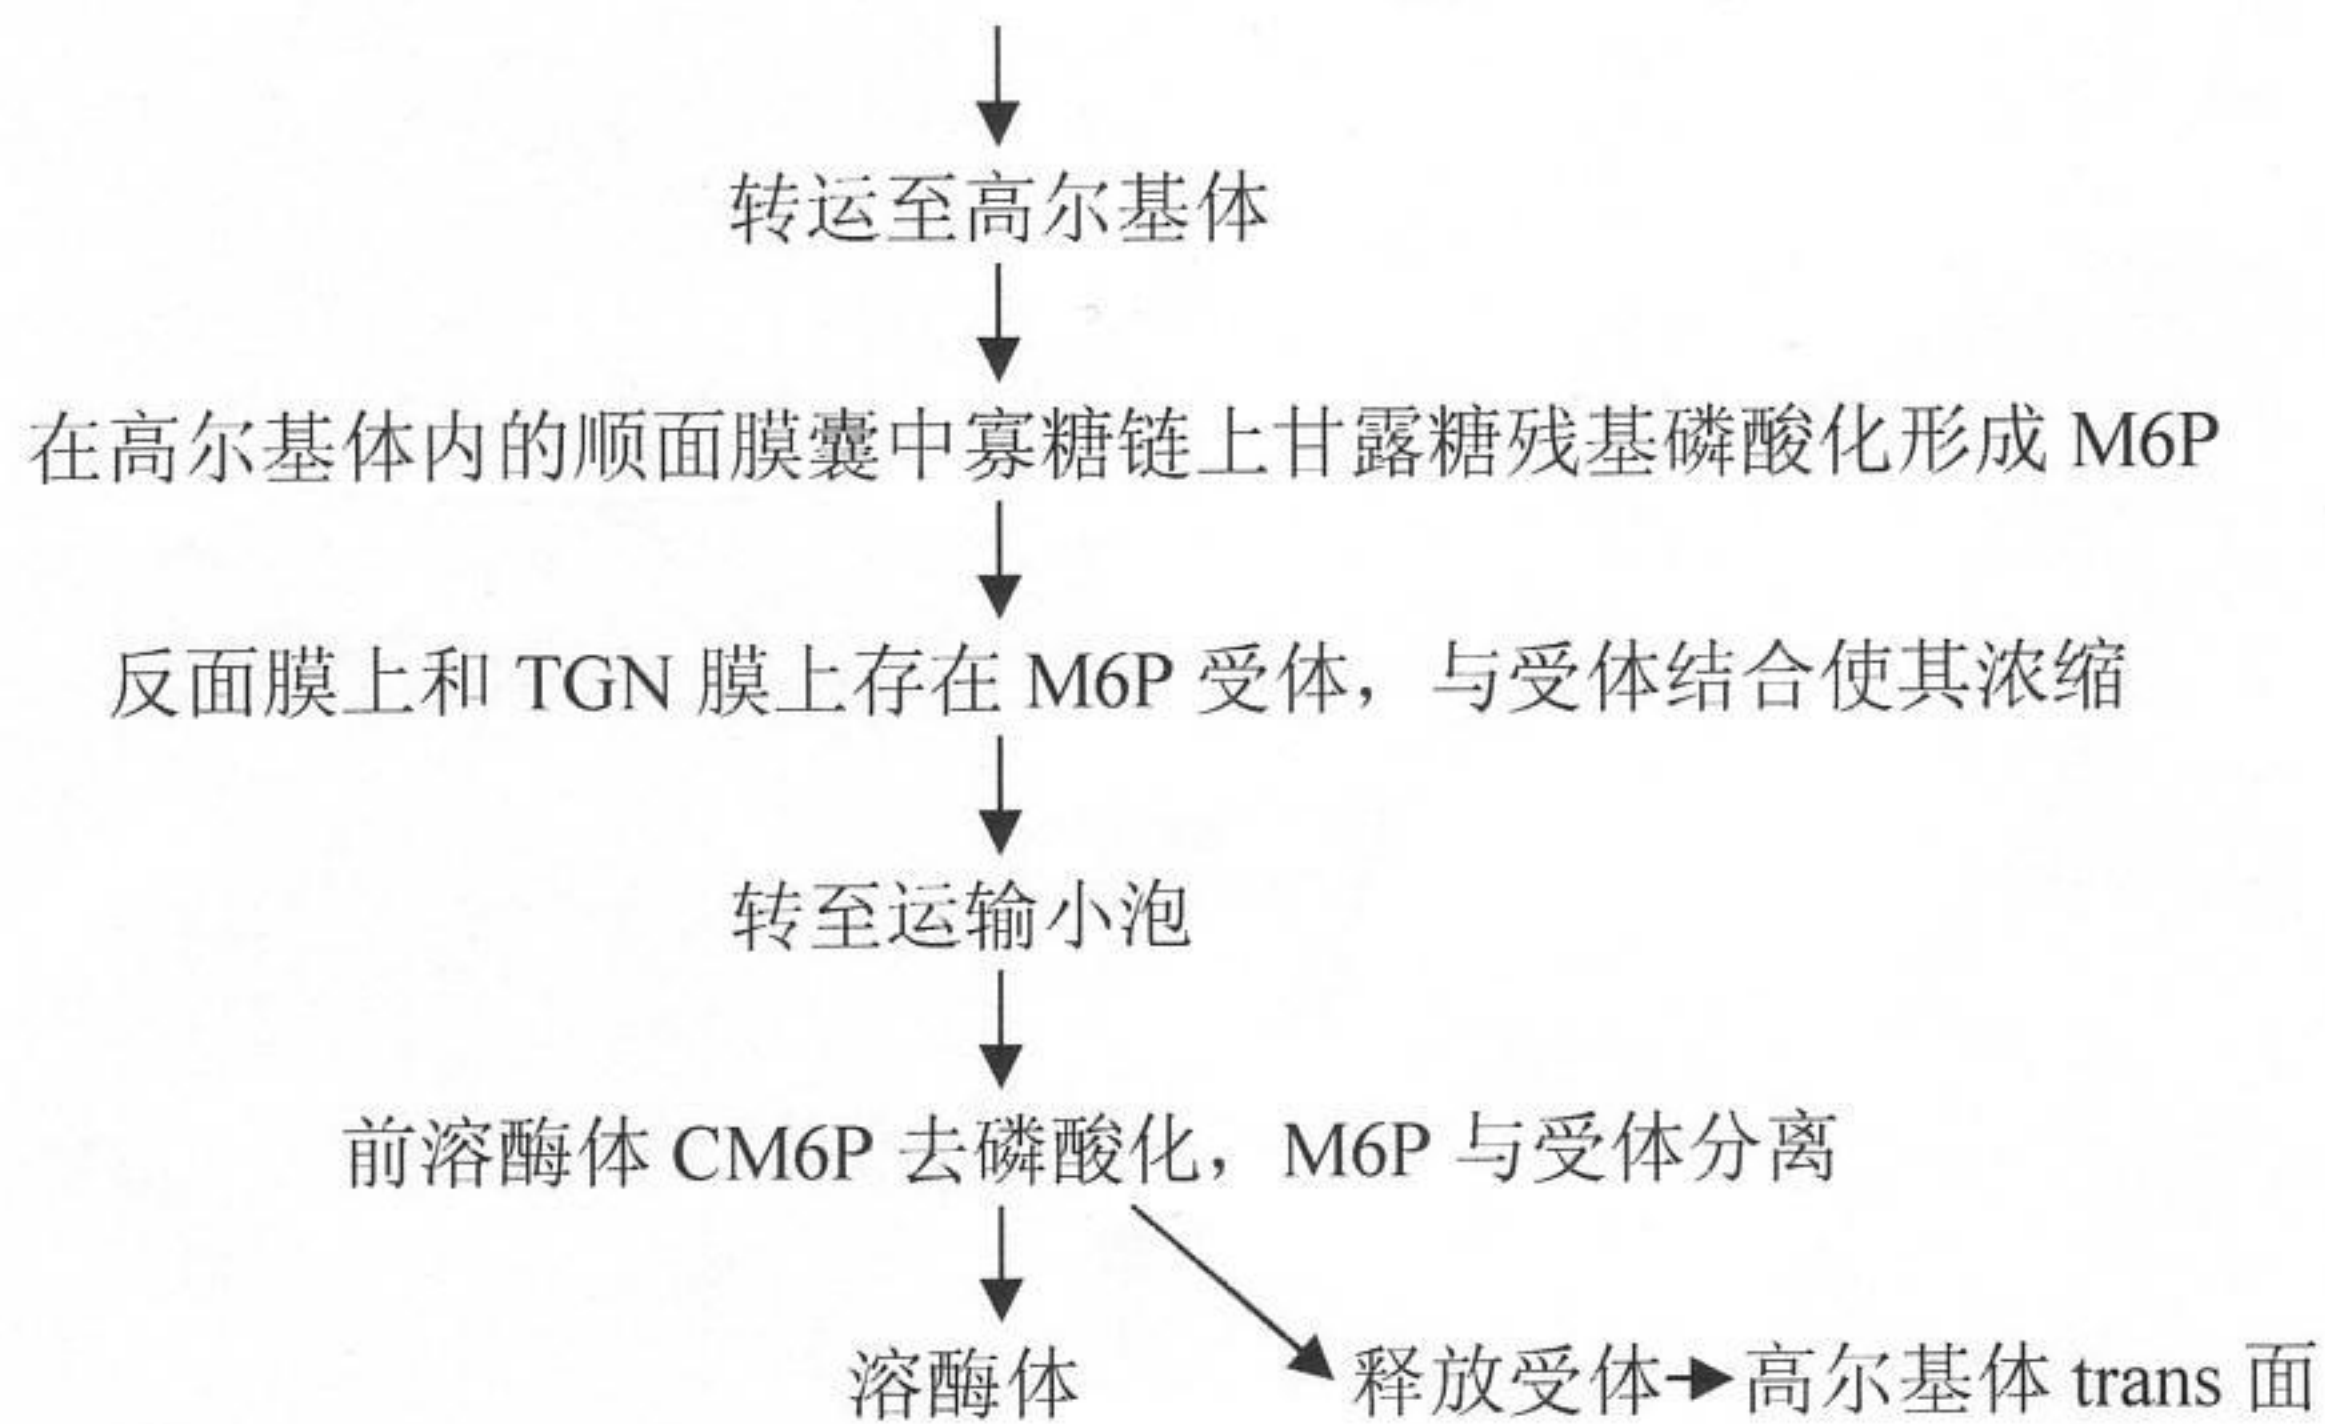 转运至高尔基体
在高尔基体内的顺面膜囊中寡糖链上甘露糖残基磷酸化形成 M6P
反面膜上和 TGN 膜上存在 M6P 受体，与受体结合使其浓缩
转至运输小泡
前溶酶体 CM6P 去磷酸化，M6P 与受体分离
溶酶体 释放受体 高尔基体 trans 面